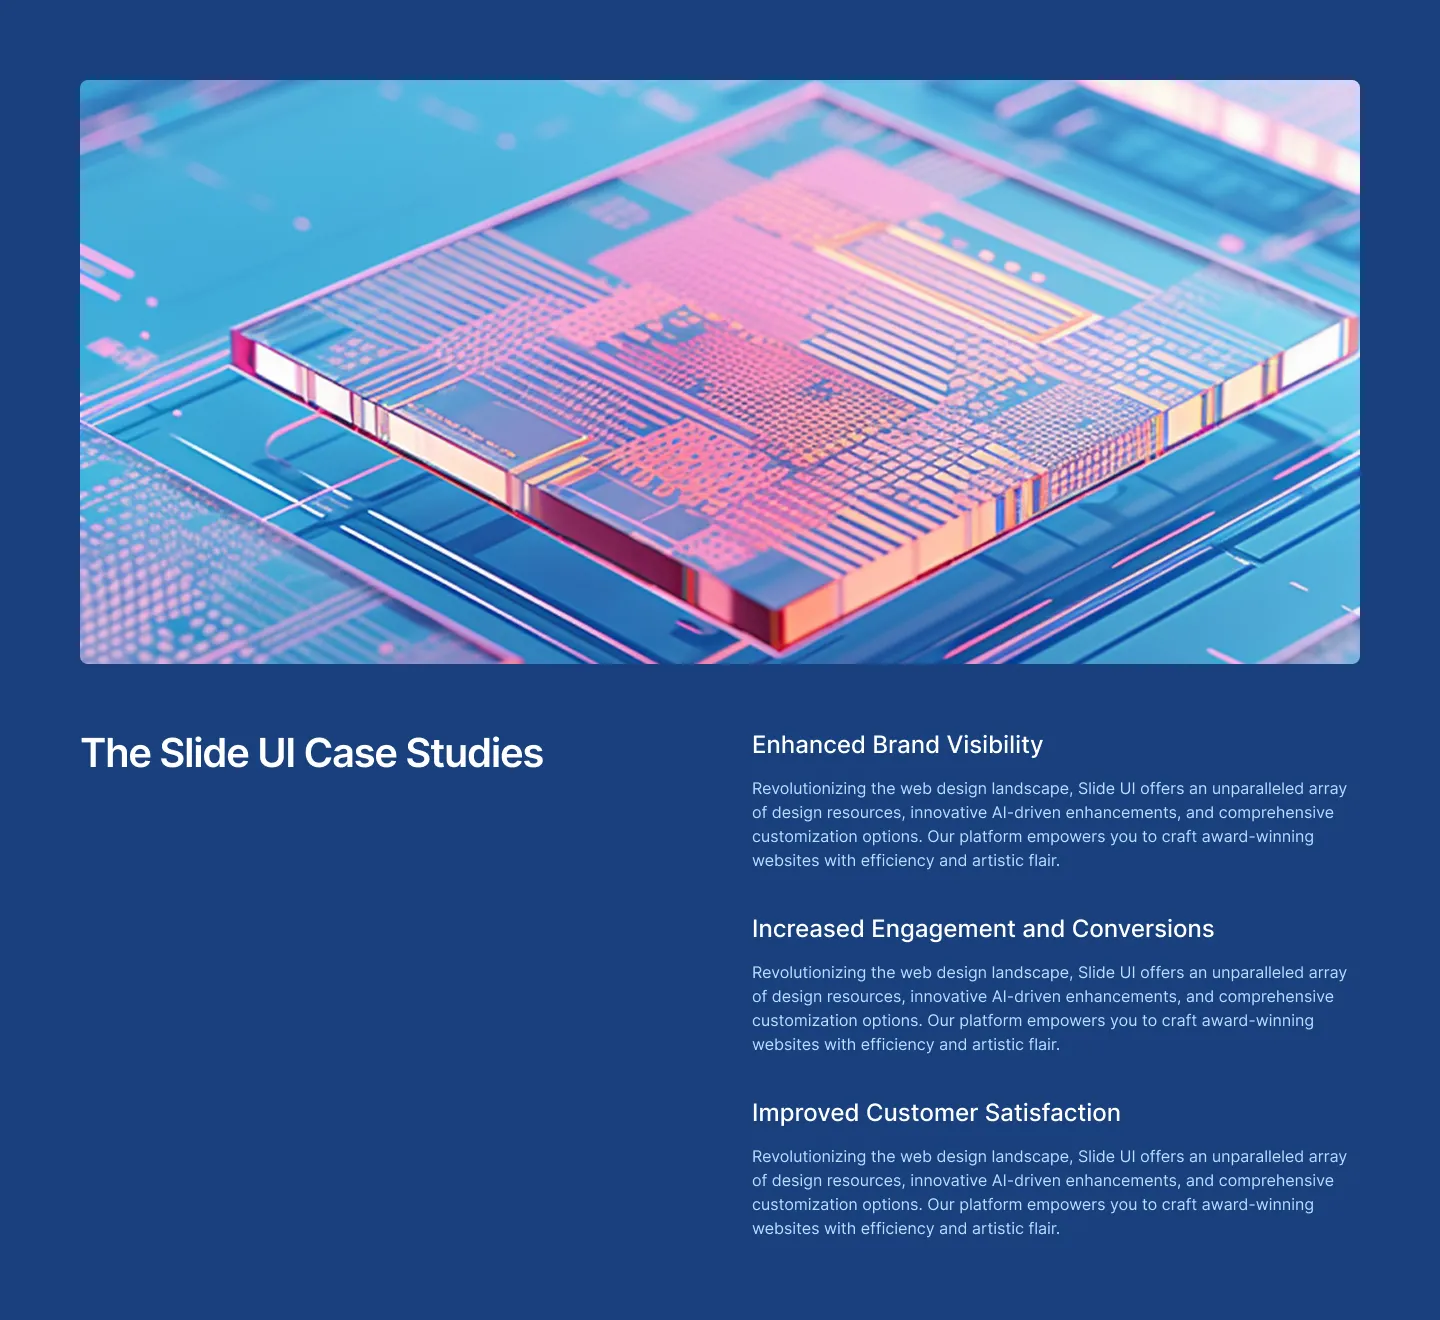 The Slide UI Case Studies
Enhanced Brand Visibility
Revolutionizing the web design landscape, Slide UI offers an unparalleled array
of design resources, innovative AI-driven enhancements, and comprehensive
customization options. Our platform empowers you to craft award-winning
websites with efficiency and artistic flair.
Increased Engagement and Conversions
Revolutionizing the web design landscape, Slide UI offers an unparalleled array
of design resources, innovative AI-driven enhancements, and comprehensive
customization options. Our platform empowers you to craft award-winning
websites with efficiency and artistic flair.
Improved Customer Satisfaction
Revolutionizing the web design landscape, Slide UI offers an unparalleled array
of design resources, innovative AI-driven enhancements, and comprehensive
customization options. Our platform empowers you to craft award-winning
websites with efficiency and artistic flair.